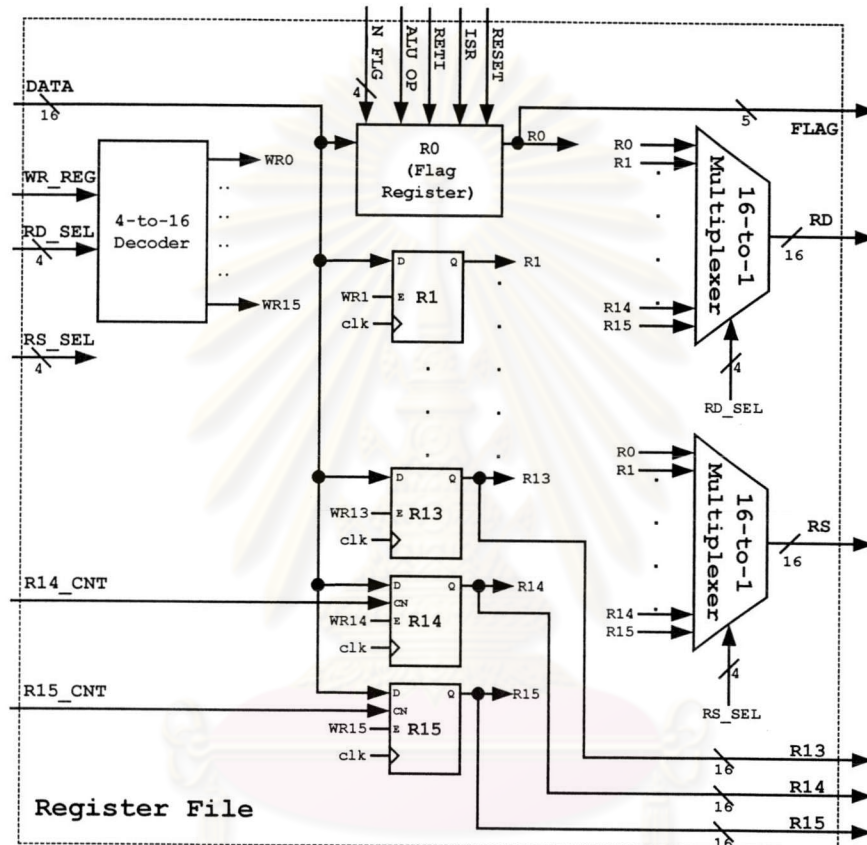 N_FLG
ALU OP
RETI
ISR
RESET
4
DATA
16
WR_REG
RD_SEL
4
RS_SEL
4
4-to-16
Decoder
WR0
WR15
R0
(Flag
Register)
R0
5
FLAG
D Q
E R1
WR1
clk
R1
D Q
E R13
WR13
clk
R13
R14_CNT
D Q
CN
E R14
WR14
clk
R14
R15_CNT
D Q
CN
E R15
WR15
clk
R15
R0
R1
R14
R15
16-to-1
Multiplexer
RD
16
4
RD_SEL
R0
R1
R14
R15
16-to-1
Multiplexer
RS
16
4
RS_SEL
R13
16
R14
16
R15
16
Register File